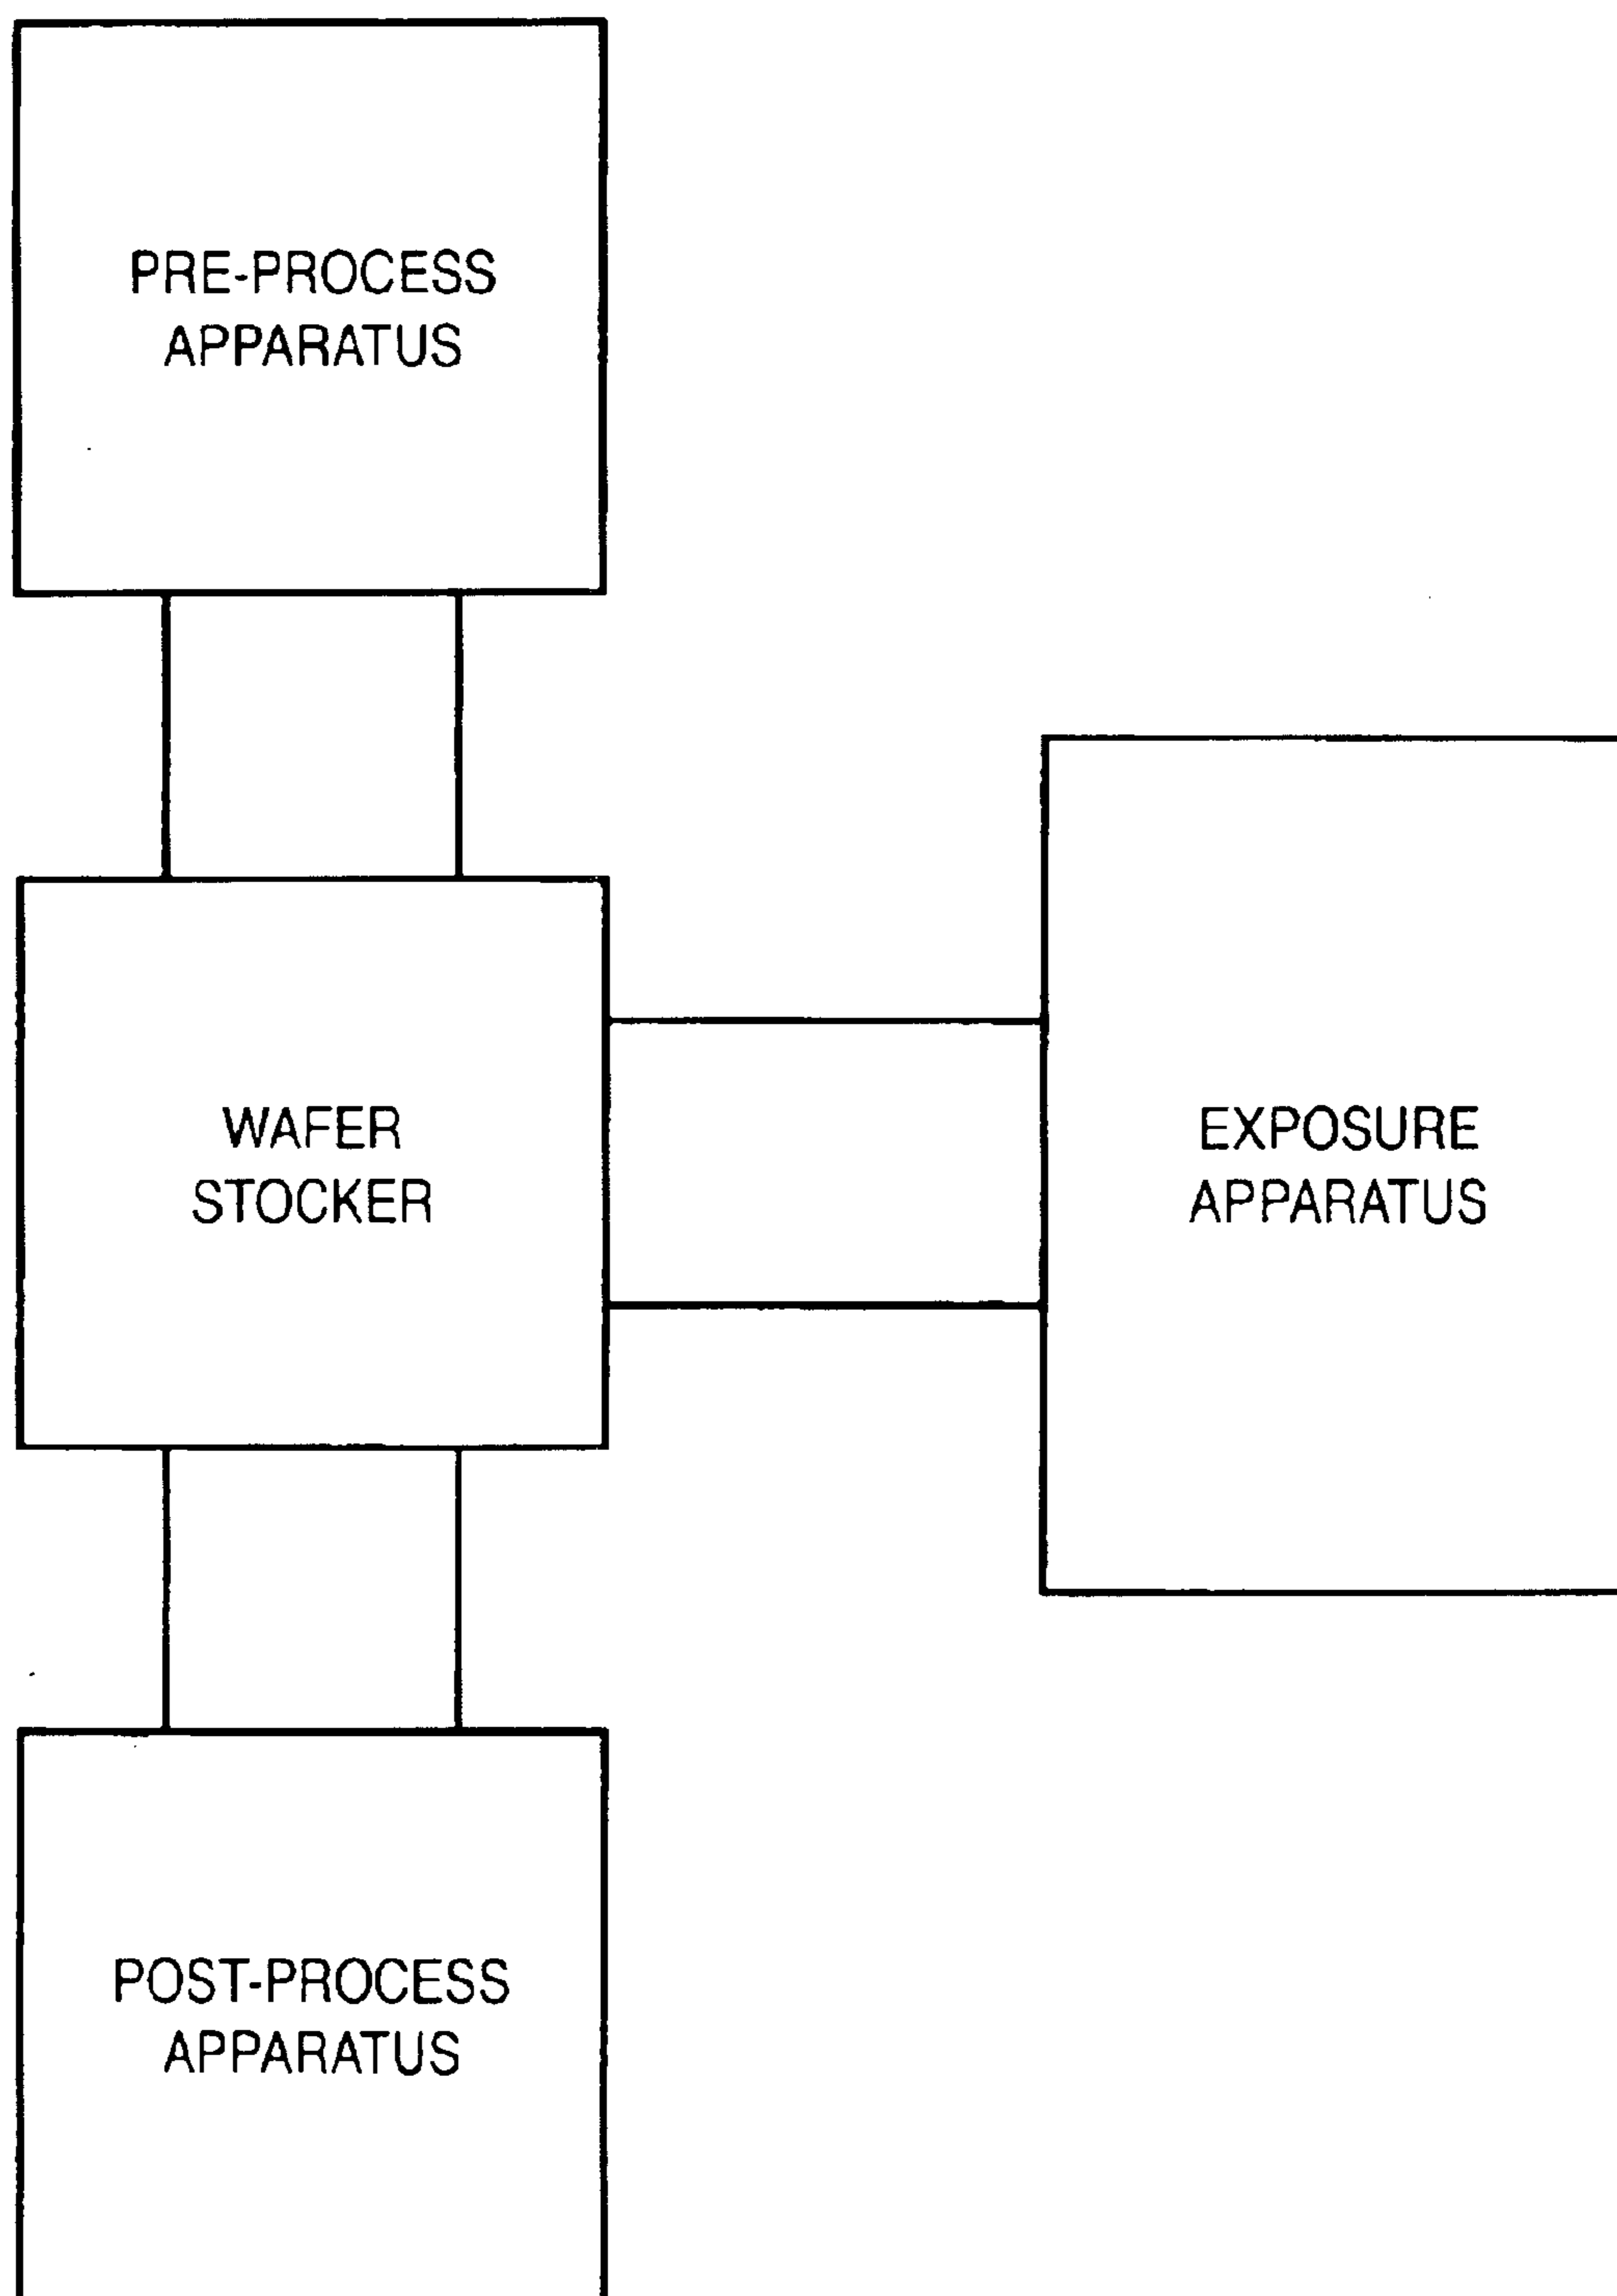 PRE-PROCESS
APPARATUS
WAFER
STOCKER
EXPOSURE
APPARATUS
POST-PROCESS
APPARATUS